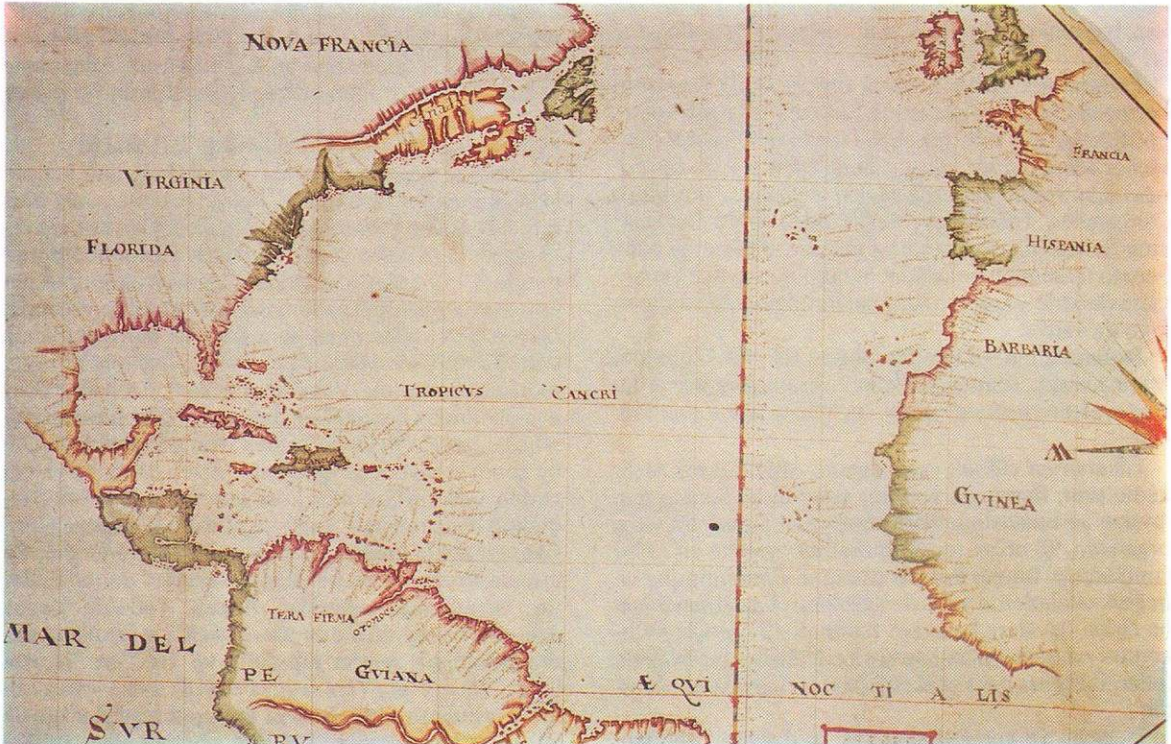 NOVA FRANCIA
VIRGINIA
FLORIDA
FRANCIA
HISPANIA
BARBARIA
TROPICVS CANCRI
M
GVINEA
TERA FIRMA
MAR DEL
SVR
PE
RV
GVIANA
ÆQVI NOC TI A LIS